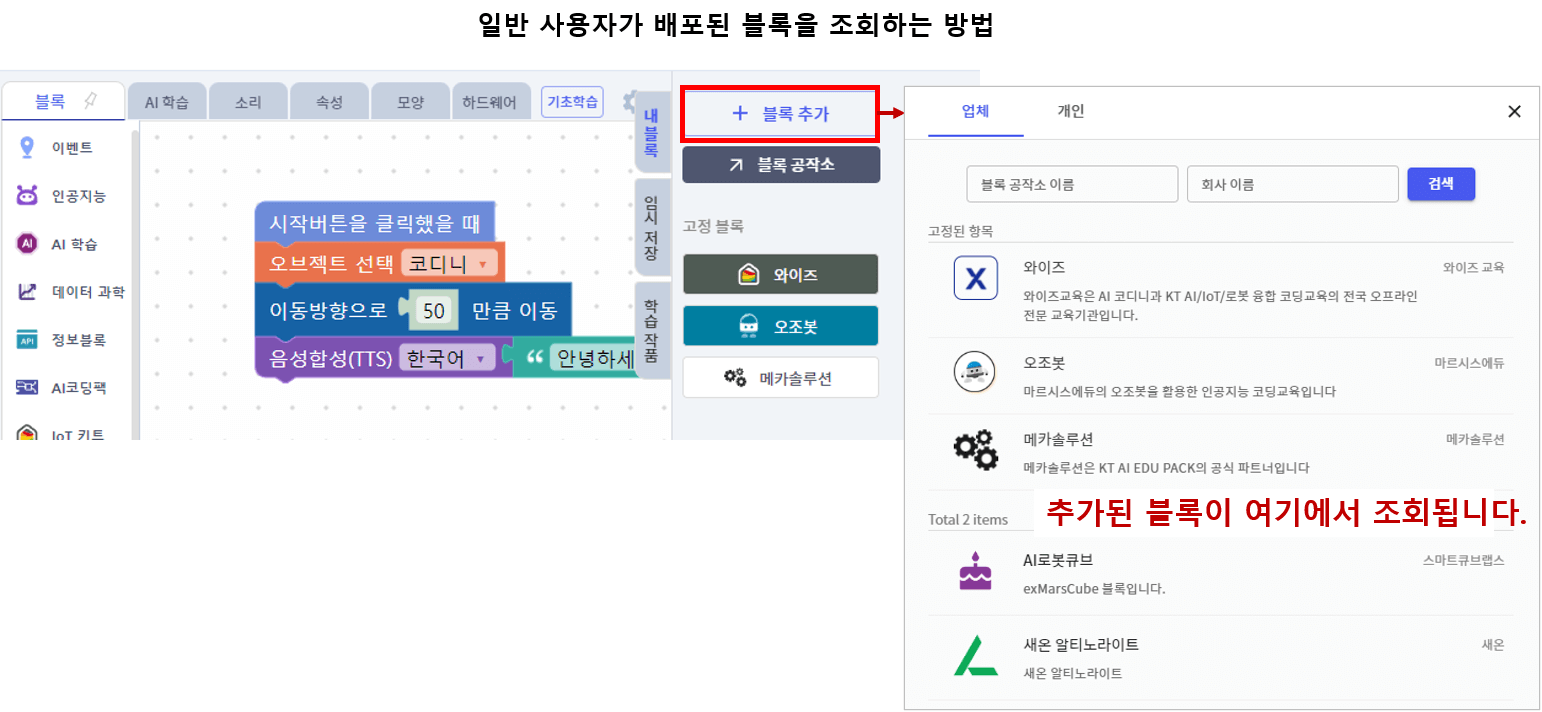 일반 사용자가 배포된 블록을 조회하는 방법
블록
AI 학습
소리
속성
모양
하드웨어
기초학습
이벤트
인공지능
AI 학습
데이터 과학
API 정보블록
AI코딩팩
IoT 키트
시작버튼을 클릭했을 때
오브젝트 선택 코디니
이동방향으로 50 만큼 이동
음성합성(TTS) 한국어 “ 안녕하세
내 블록
임시 저장
학습 작품
+ 블록 추가
블록 공작소
고정 블록
와이즈
오조봇
메카솔루션
업체
개인
블록 공작소 이름
회사 이름
검색
고정된 항목
와이즈
와이즈 교육
와이즈교육은 AI 코디니과 KT AI/IoT/로봇 융합 코딩교육의 전국 오프라인
전문 교육기관입니다.
오조봇
마르시스에듀
마르시스에듀의 오조봇을 활용한 인공지능 코딩교육입니다
메카솔루션
메카솔루션
메카솔루션은 KT AI EDU PACK의 공식 파트너입니다
추가된 블록이 여기에서 조회됩니다.
Total 2 items
AI로봇큐브
스마트큐브랩스
exMarsCube 블록입니다.
새온 알티노라이트
새온
새온 알티노라이트